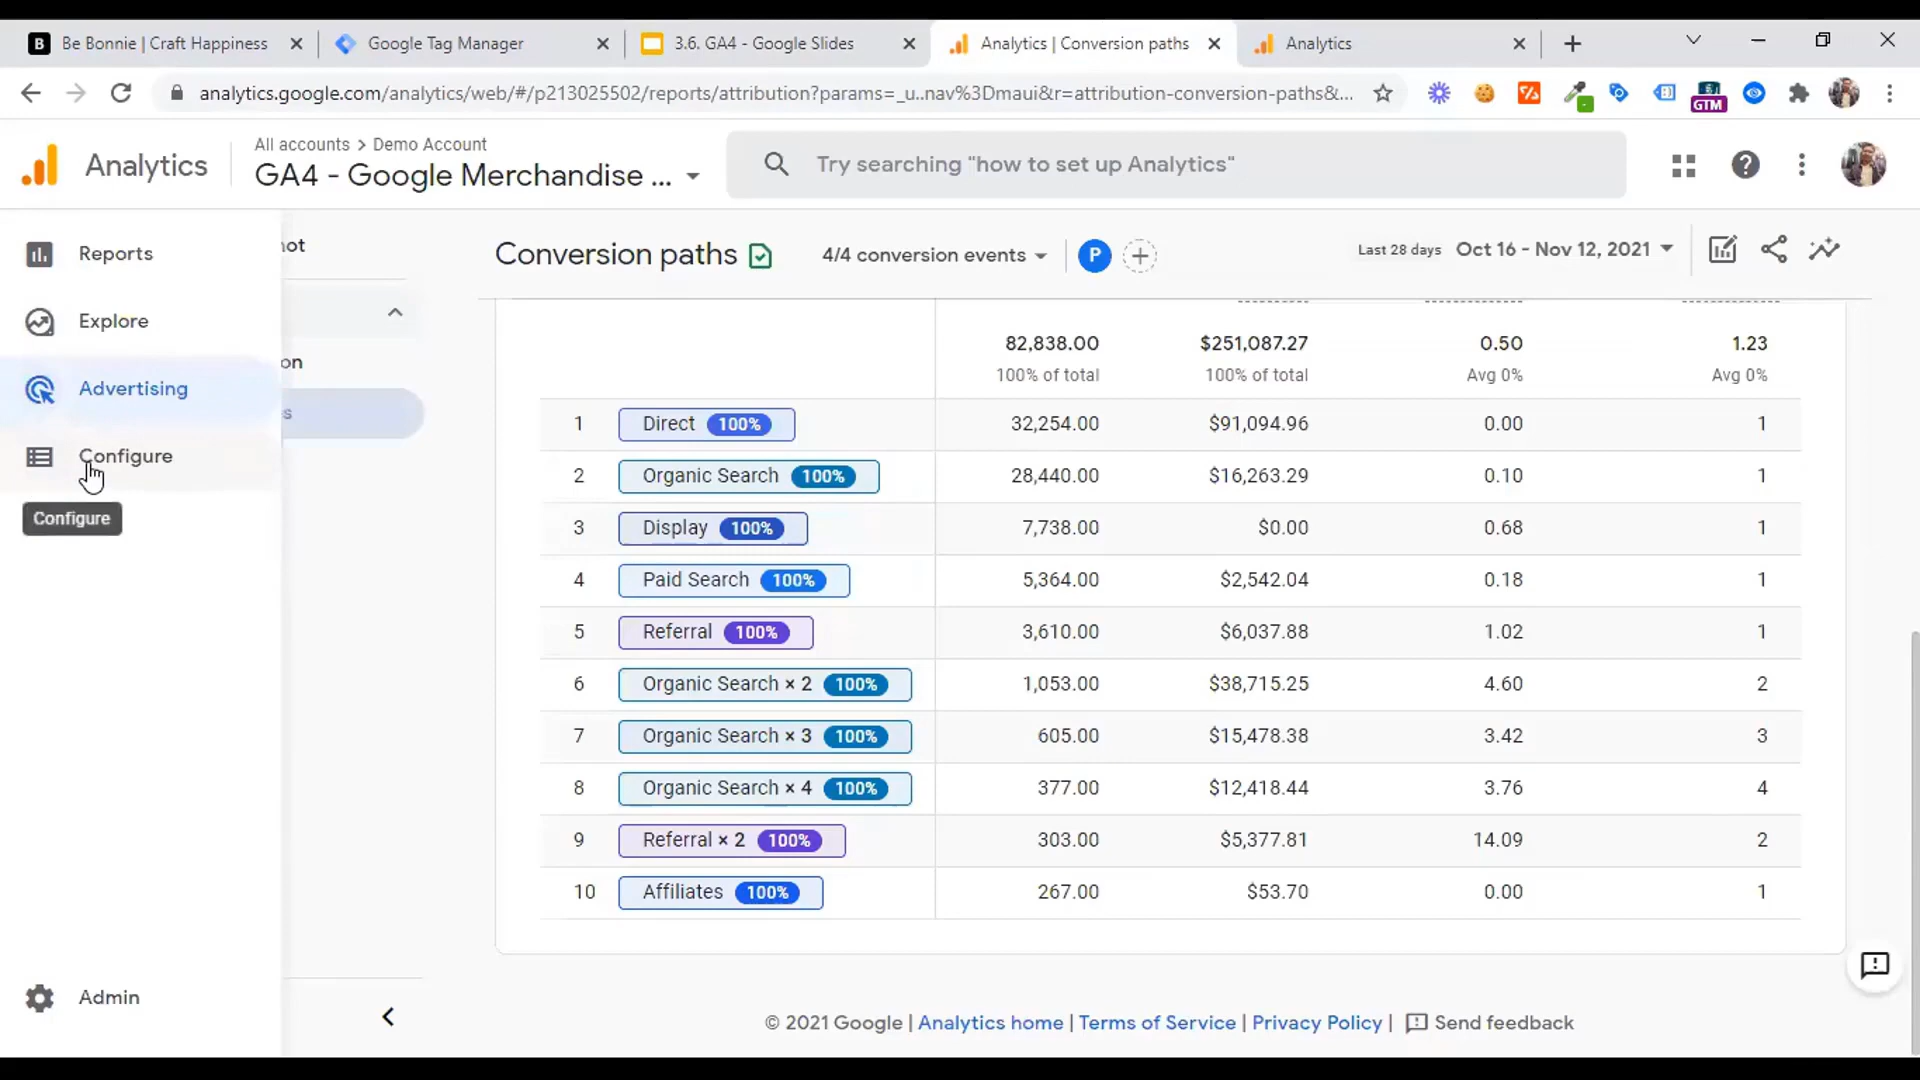 Be Bonnie | Craft Happiness
Google Tag Manager
3.6. GA4 - Google Slides
Analytics | Conversion paths
Analytics
analytics.google.com/analytics/web/#/p213025502/reports/attribution?params=_u..nav%3Dmaui&r=attribution-conversion-paths&...
GTM
Analytics
All accounts > Demo Account
GA4 - Google Merchandise ...
Try searching "how to set up Analytics"
Reports
Explore
Advertising
Configure
Configure
Admin
hot
on
s
Conversion paths
4/4 conversion events
P
Last 28 days Oct 16 - Nov 12, 2021
82,838.00 $251,087.27 0.50 1.23
100% of total 100% of total Avg 0% Avg 0%
1 Direct 100% 32,254.00 $91,094.96 0.00 1
2 Organic Search 100% 28,440.00 $16,263.29 0.10 1
3 Display 100% 7,738.00 $0.00 0.68 1
4 Paid Search 100% 5,364.00 $2,542.04 0.18 1
5 Referral 100% 3,610.00 $6,037.88 1.02 1
6 Organic Search × 2 100% 1,053.00 $38,715.25 4.60 2
7 Organic Search × 3 100% 605.00 $15,478.38 3.42 3
8 Organic Search × 4 100% 377.00 $12,418.44 3.76 4
9 Referral × 2 100% 303.00 $5,377.81 14.09 2
10 Affiliates 100% 267.00 $53.70 0.00 1
© 2021 Google | Analytics home | Terms of Service | Privacy Policy | Send feedback